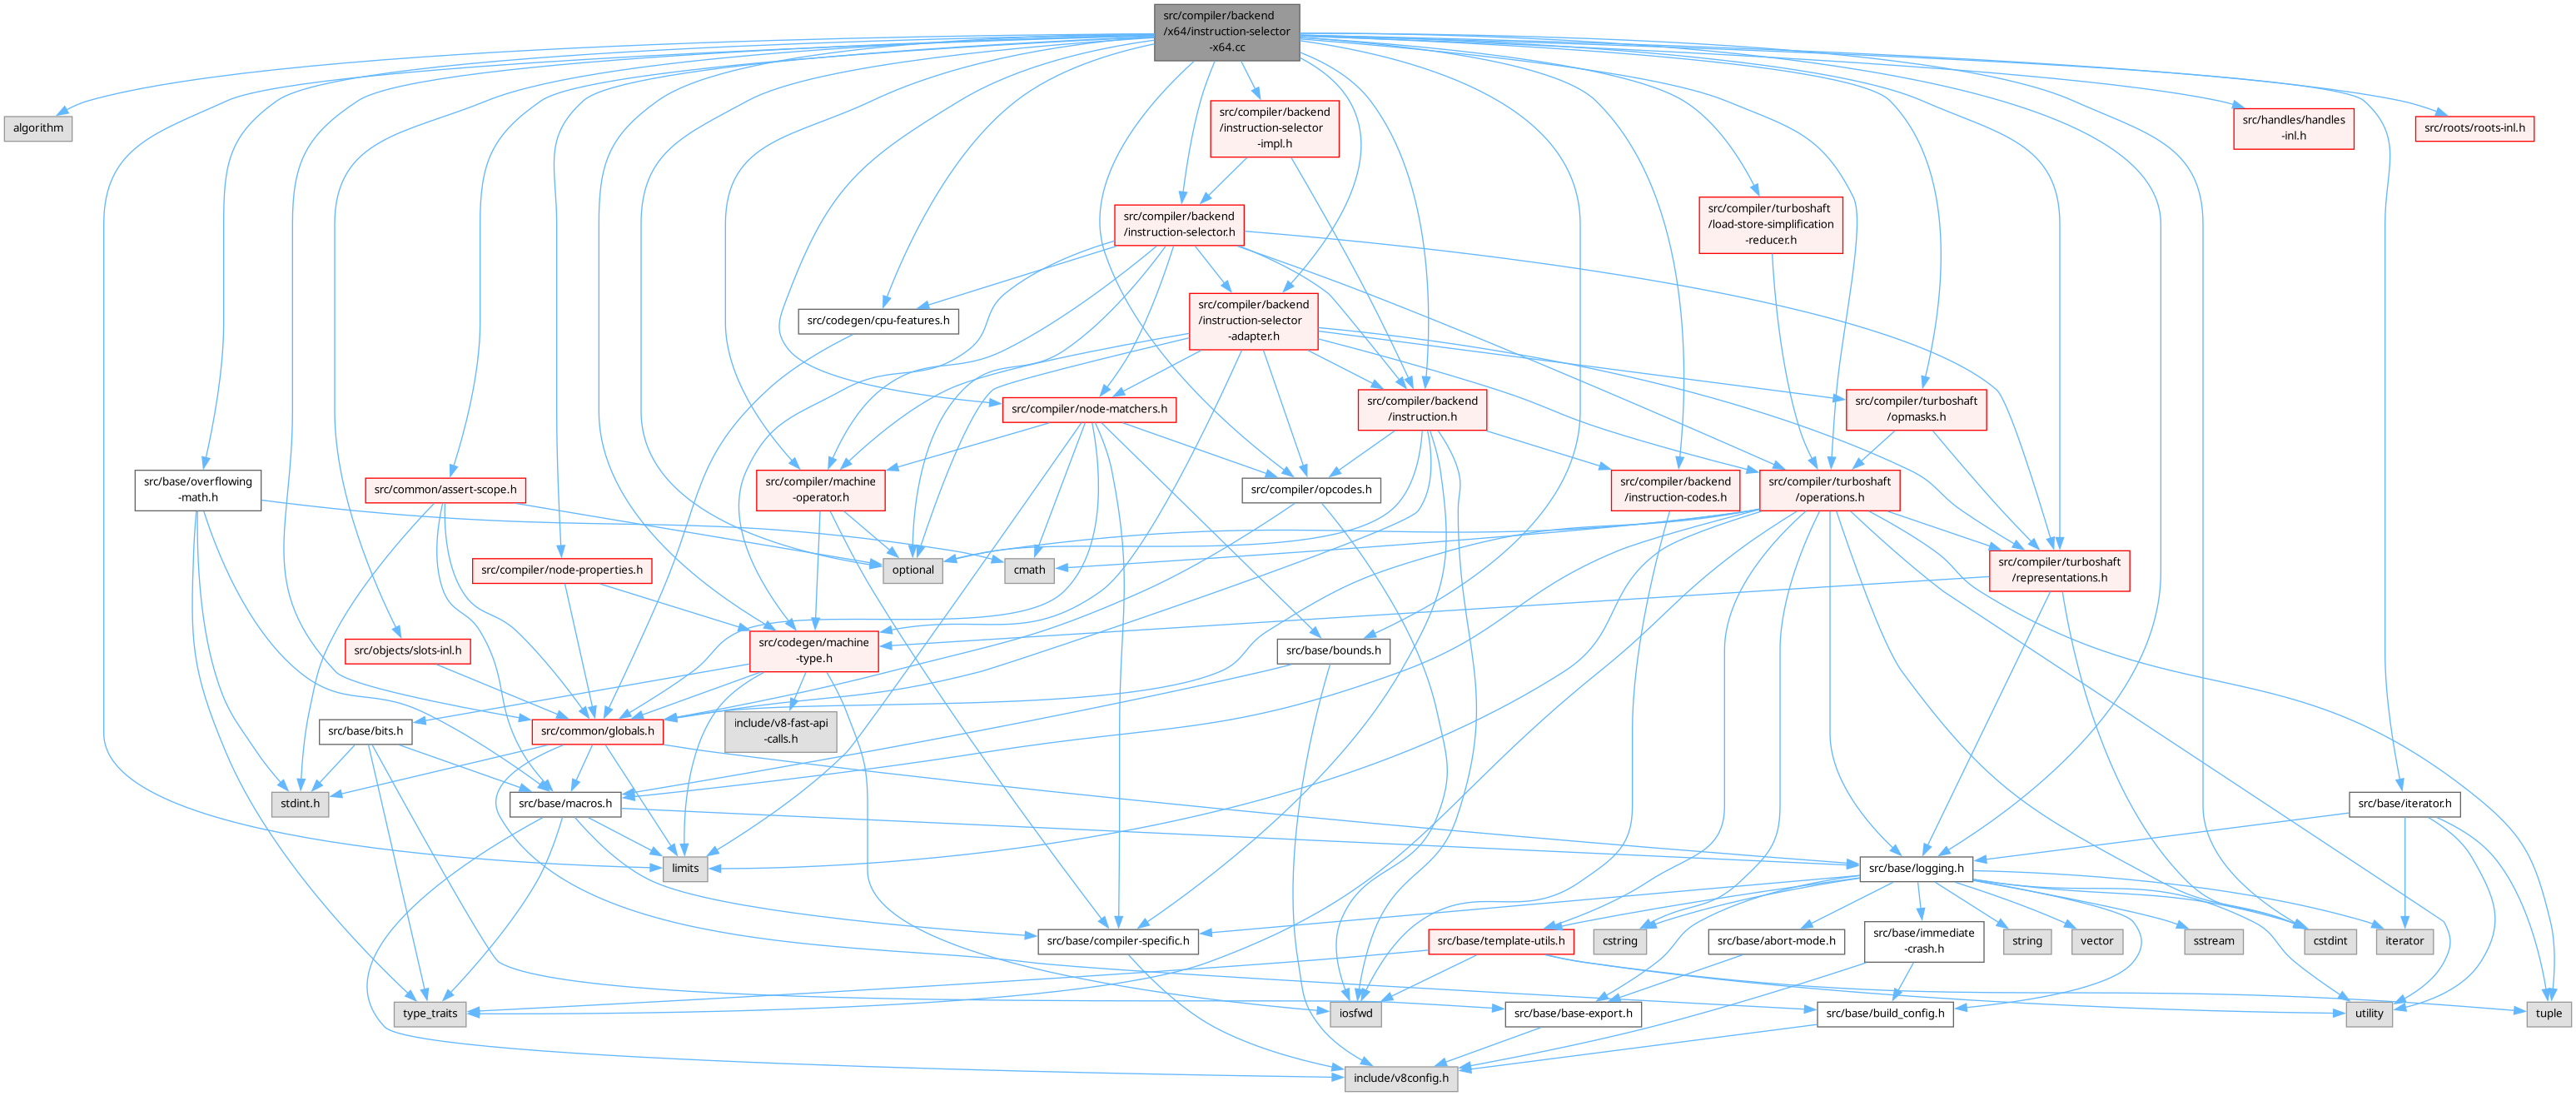 src/compiler/backend
/x64/instruction-selector
-x64.cc
algorithm
src/compiler/backend
/instruction-selector
-impl.h
src/handles/handles
-inl.h
src/roots/roots-inl.h
src/compiler/backend
/instruction-selector.h
src/compiler/turboshaft
/load-store-simplification
-reducer.h
src/codegen/cpu-features.h
src/compiler/backend
/instruction-selector
-adapter.h
src/compiler/node-matchers.h
src/compiler/backend
/instruction.h
src/compiler/turboshaft
/opmasks.h
src/base/overflowing
-math.h
src/common/assert-scope.h
src/compiler/machine
-operator.h
src/compiler/opcodes.h
src/compiler/backend
/instruction-codes.h
src/compiler/turboshaft
/operations.h
src/compiler/node-properties.h
optional
cmath
src/compiler/turboshaft
/representations.h
src/objects/slots-inl.h
src/codegen/machine
-type.h
src/base/bounds.h
src/base/bits.h
src/common/globals.h
include/v8-fast-api
-calls.h
stdint.h
src/base/macros.h
src/base/iterator.h
limits
src/base/logging.h
src/base/compiler-specific.h
cstring
src/base/template-utils.h
src/base/abort-mode.h
src/base/immediate
-crash.h
string
vector
sstream
cstdint
iterator
type_traits
iosfwd
src/base/base-export.h
src/base/build_config.h
utility
tuple
include/v8config.h